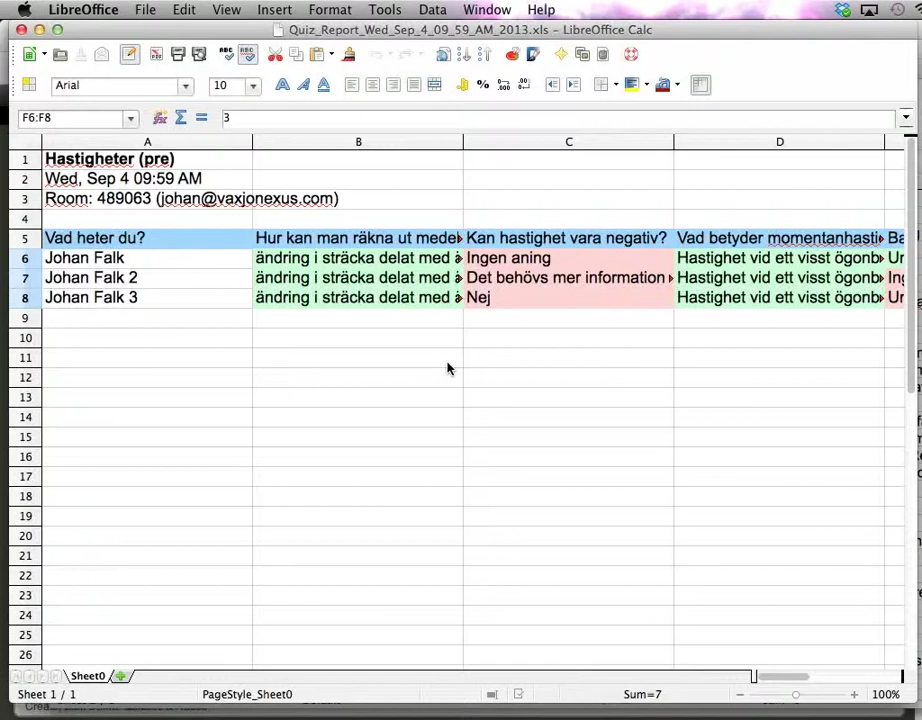 LibreOffice File Edit View Insert Format Tools Data Window Help
Quiz_Report_Wed_Sep_4_09_59_AM_2013.xls – LibreOffice Calc
Arial 10
F6:F8 3
A B C D
1 Hastigheter (pre)
2 Wed, Sep 4 09:59 AM
3 Room: 489063 (johan@vaxjonexus.com)
4
5 Vad heter du? Hur kan man räkna ut medel Kan hastighet vara negativ? Vad betyder momentanhasti Ba
6 Johan Falk ändring i sträcka delat med Ingen aning Hastighet vid ett visst ögonb Ur
7 Johan Falk 2 ändring i sträcka delat med Det behövs mer information Hastighet vid ett visst ögonb Ing
8 Johan Falk 3 ändring i sträcka delat med Nej Hastighet vid ett visst ögonb Ur
9
10
11
12
13
14
15
16
17
18
19
20
21
22
23
24
25
26
Sheet0
Sheet 1 / 1 PageStyle_Sheet0 Sum=7 100%